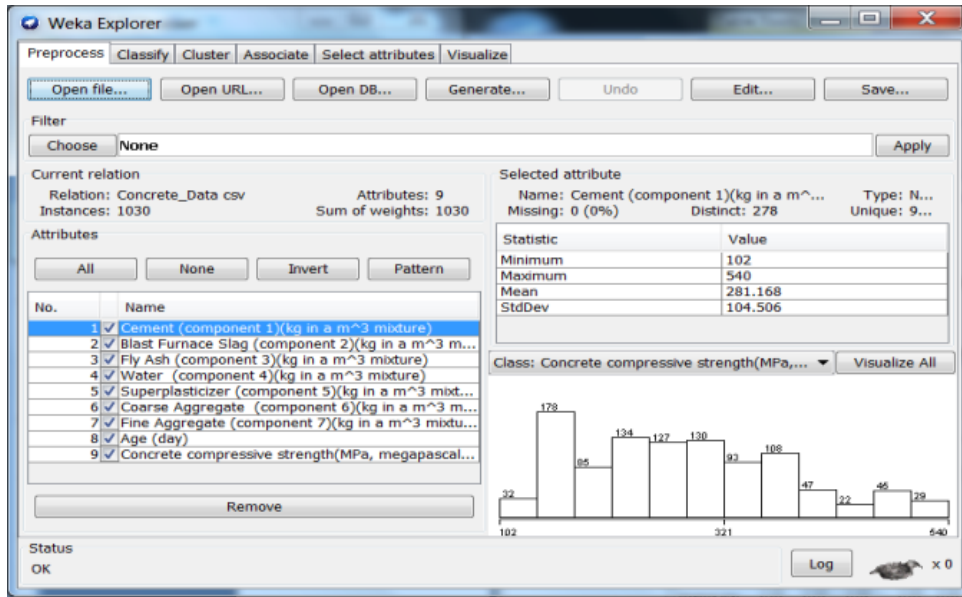 Weka Explorer
Preprocess Classify Cluster Associate Select attributes Visualize
Open file... Open URL... Open DB... Generate... Undo Edit... Save...
Filter
Choose None Apply
Current relation
Relation: Concrete_Data csv Attributes: 9
Instances: 1030 Sum of weights: 1030
Attributes
All None Invert Pattern
No. Name
1 Cement (component 1)(kg in a m^3 mixture)
2 Blast Furnace Slag (component 2)(kg in a m^3 m...
3 Fly Ash (component 3)(kg in a m^3 mixture)
4 Water (component 4)(kg in a m^3 mixture)
5 Superplasticizer (component 5)(kg in a m^3 mixt...
6 Coarse Aggregate (component 6)(kg in a m^3 m...
7 Fine Aggregate (component 7)(kg in a m^3 mixtu...
8 Age (day)
9 Concrete compressive strength(MPa, megapascal...
Remove
Selected attribute
Name: Cement (component 1)(kg in a m^... Type: N...
Missing: 0 (0%) Distinct: 278 Unique: 9...
Statistic Value
Minimum 102
Maximum 540
Mean 281.168
StdDev 104.506
Class: Concrete compressive strength(MPa,... Visualize All
32 178 85 134 127 130 93 108 47 22 46 29
102 321 540
Status
OK
Log x 0